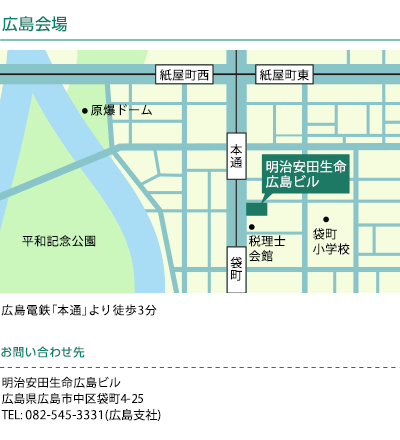 広島会場
紙屋町西
紙屋町東
原爆ドーム
本通
明治安田生命
広島ビル
平和記念公園
税理士
会館
袋町
小学校
袋町
広島電鉄「本通」より徒歩3分
お問い合わせ先
明治安田生命広島ビル
広島県広島市中区袋町4-25
TEL: 082-545-3331(広島支社)